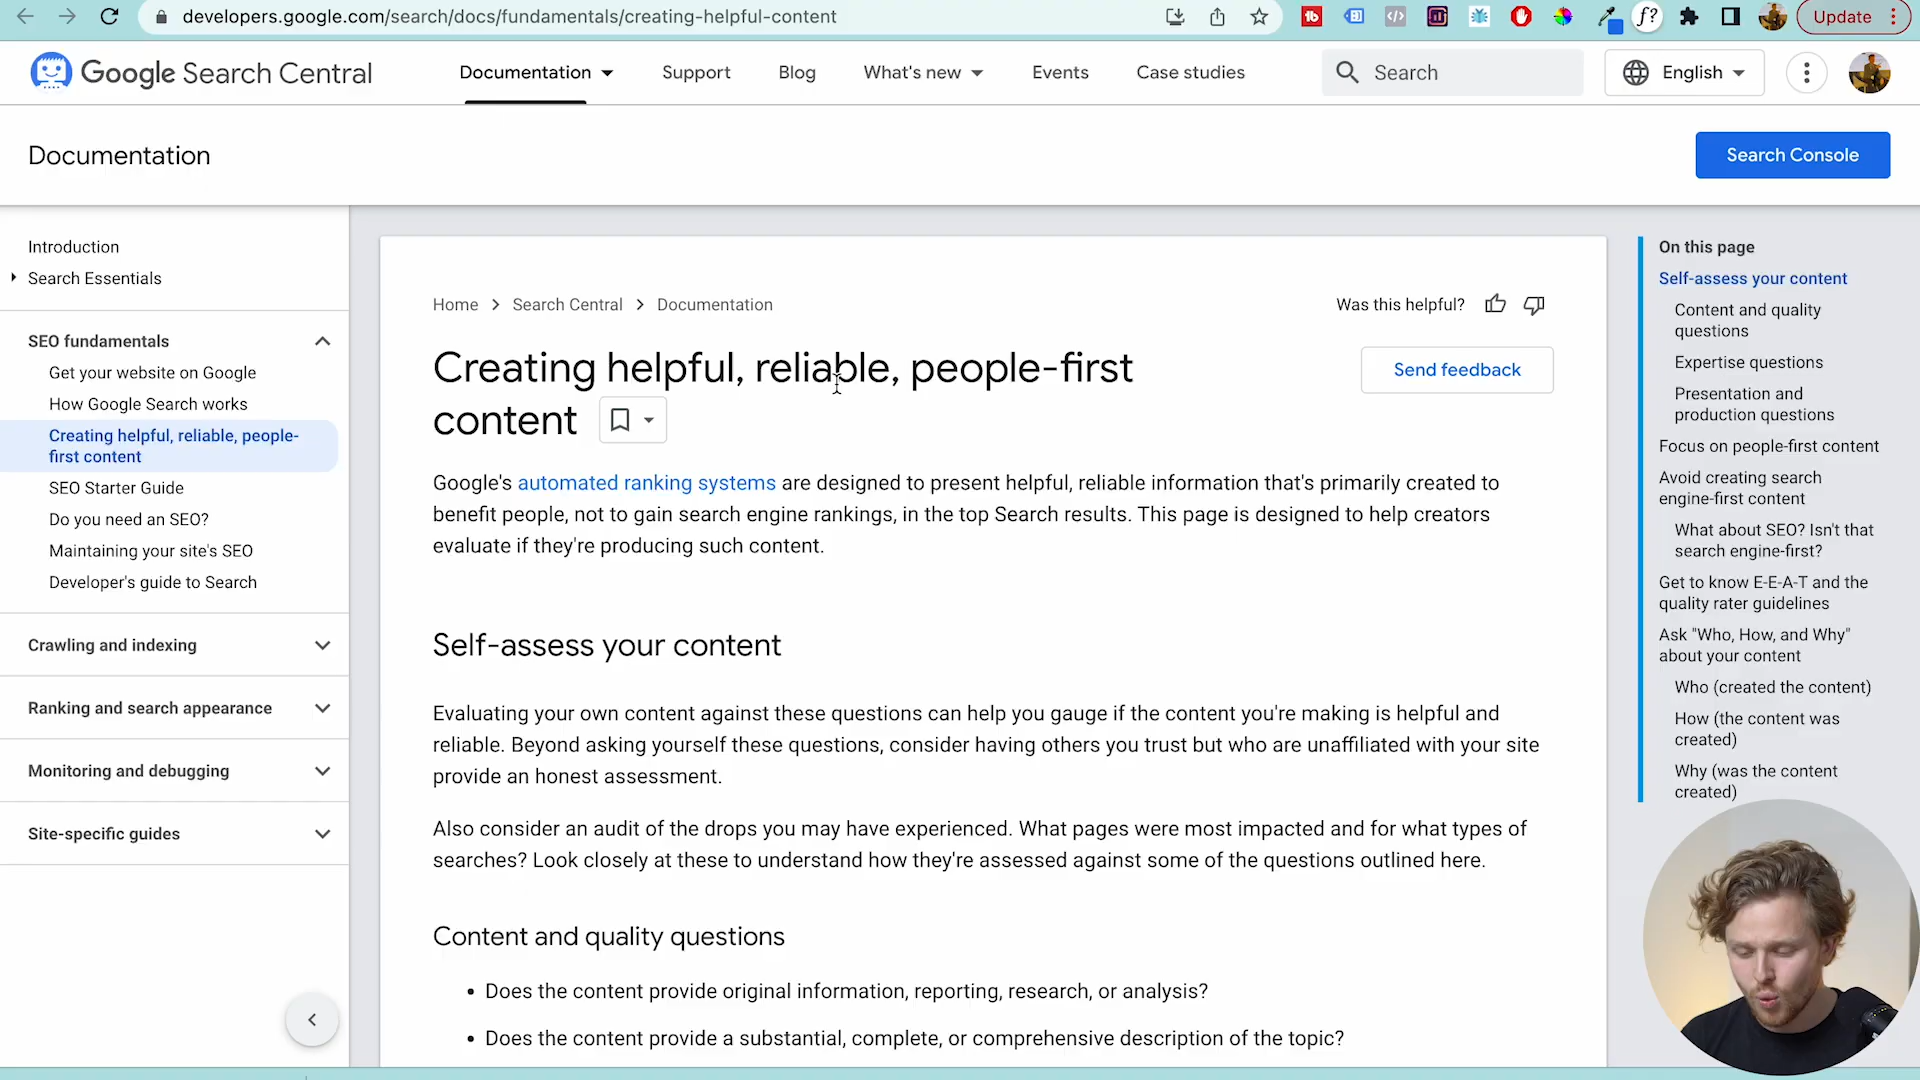 developers.google.com/search/docs/fundamentals/creating-helpful-content
Update
Google Search Central
Documentation
Support
Blog
What's new
Events
Case studies
Search
English
Documentation
Search Console
Introduction
Search Essentials
SEO fundamentals
Get your website on Google
How Google Search works
Creating helpful, reliable, people-
first content
SEO Starter Guide
Do you need an SEO?
Maintaining your site's SEO
Developer's guide to Search
Crawling and indexing
Ranking and search appearance
Monitoring and debugging
Site-specific guides
Home > Search Central > Documentation
Was this helpful?
Creating helpful, reliable, people-first
content
Send feedback
Google's automated ranking systems are designed to present helpful, reliable information that's primarily created to
benefit people, not to gain search engine rankings, in the top Search results. This page is designed to help creators
evaluate if they're producing such content.
Self-assess your content
Evaluating your own content against these questions can help you gauge if the content you're making is helpful and
reliable. Beyond asking yourself these questions, consider having others you trust but who are unaffiliated with your site
provide an honest assessment.
Also consider an audit of the drops you may have experienced. What pages were most impacted and for what types of
searches? Look closely at these to understand how they're assessed against some of the questions outlined here.
Content and quality questions
• Does the content provide original information, reporting, research, or analysis?
• Does the content provide a substantial, complete, or comprehensive description of the topic?
On this page
Self-assess your content
Content and quality
questions
Expertise questions
Presentation and
production questions
Focus on people-first content
Avoid creating search
engine-first content
What about SEO? Isn't that
search engine-first?
Get to know E-E-A-T and the
quality rater guidelines
Ask "Who, How, and Why"
about your content
Who (created the content)
How (the content was
created)
Why (was the content
created)